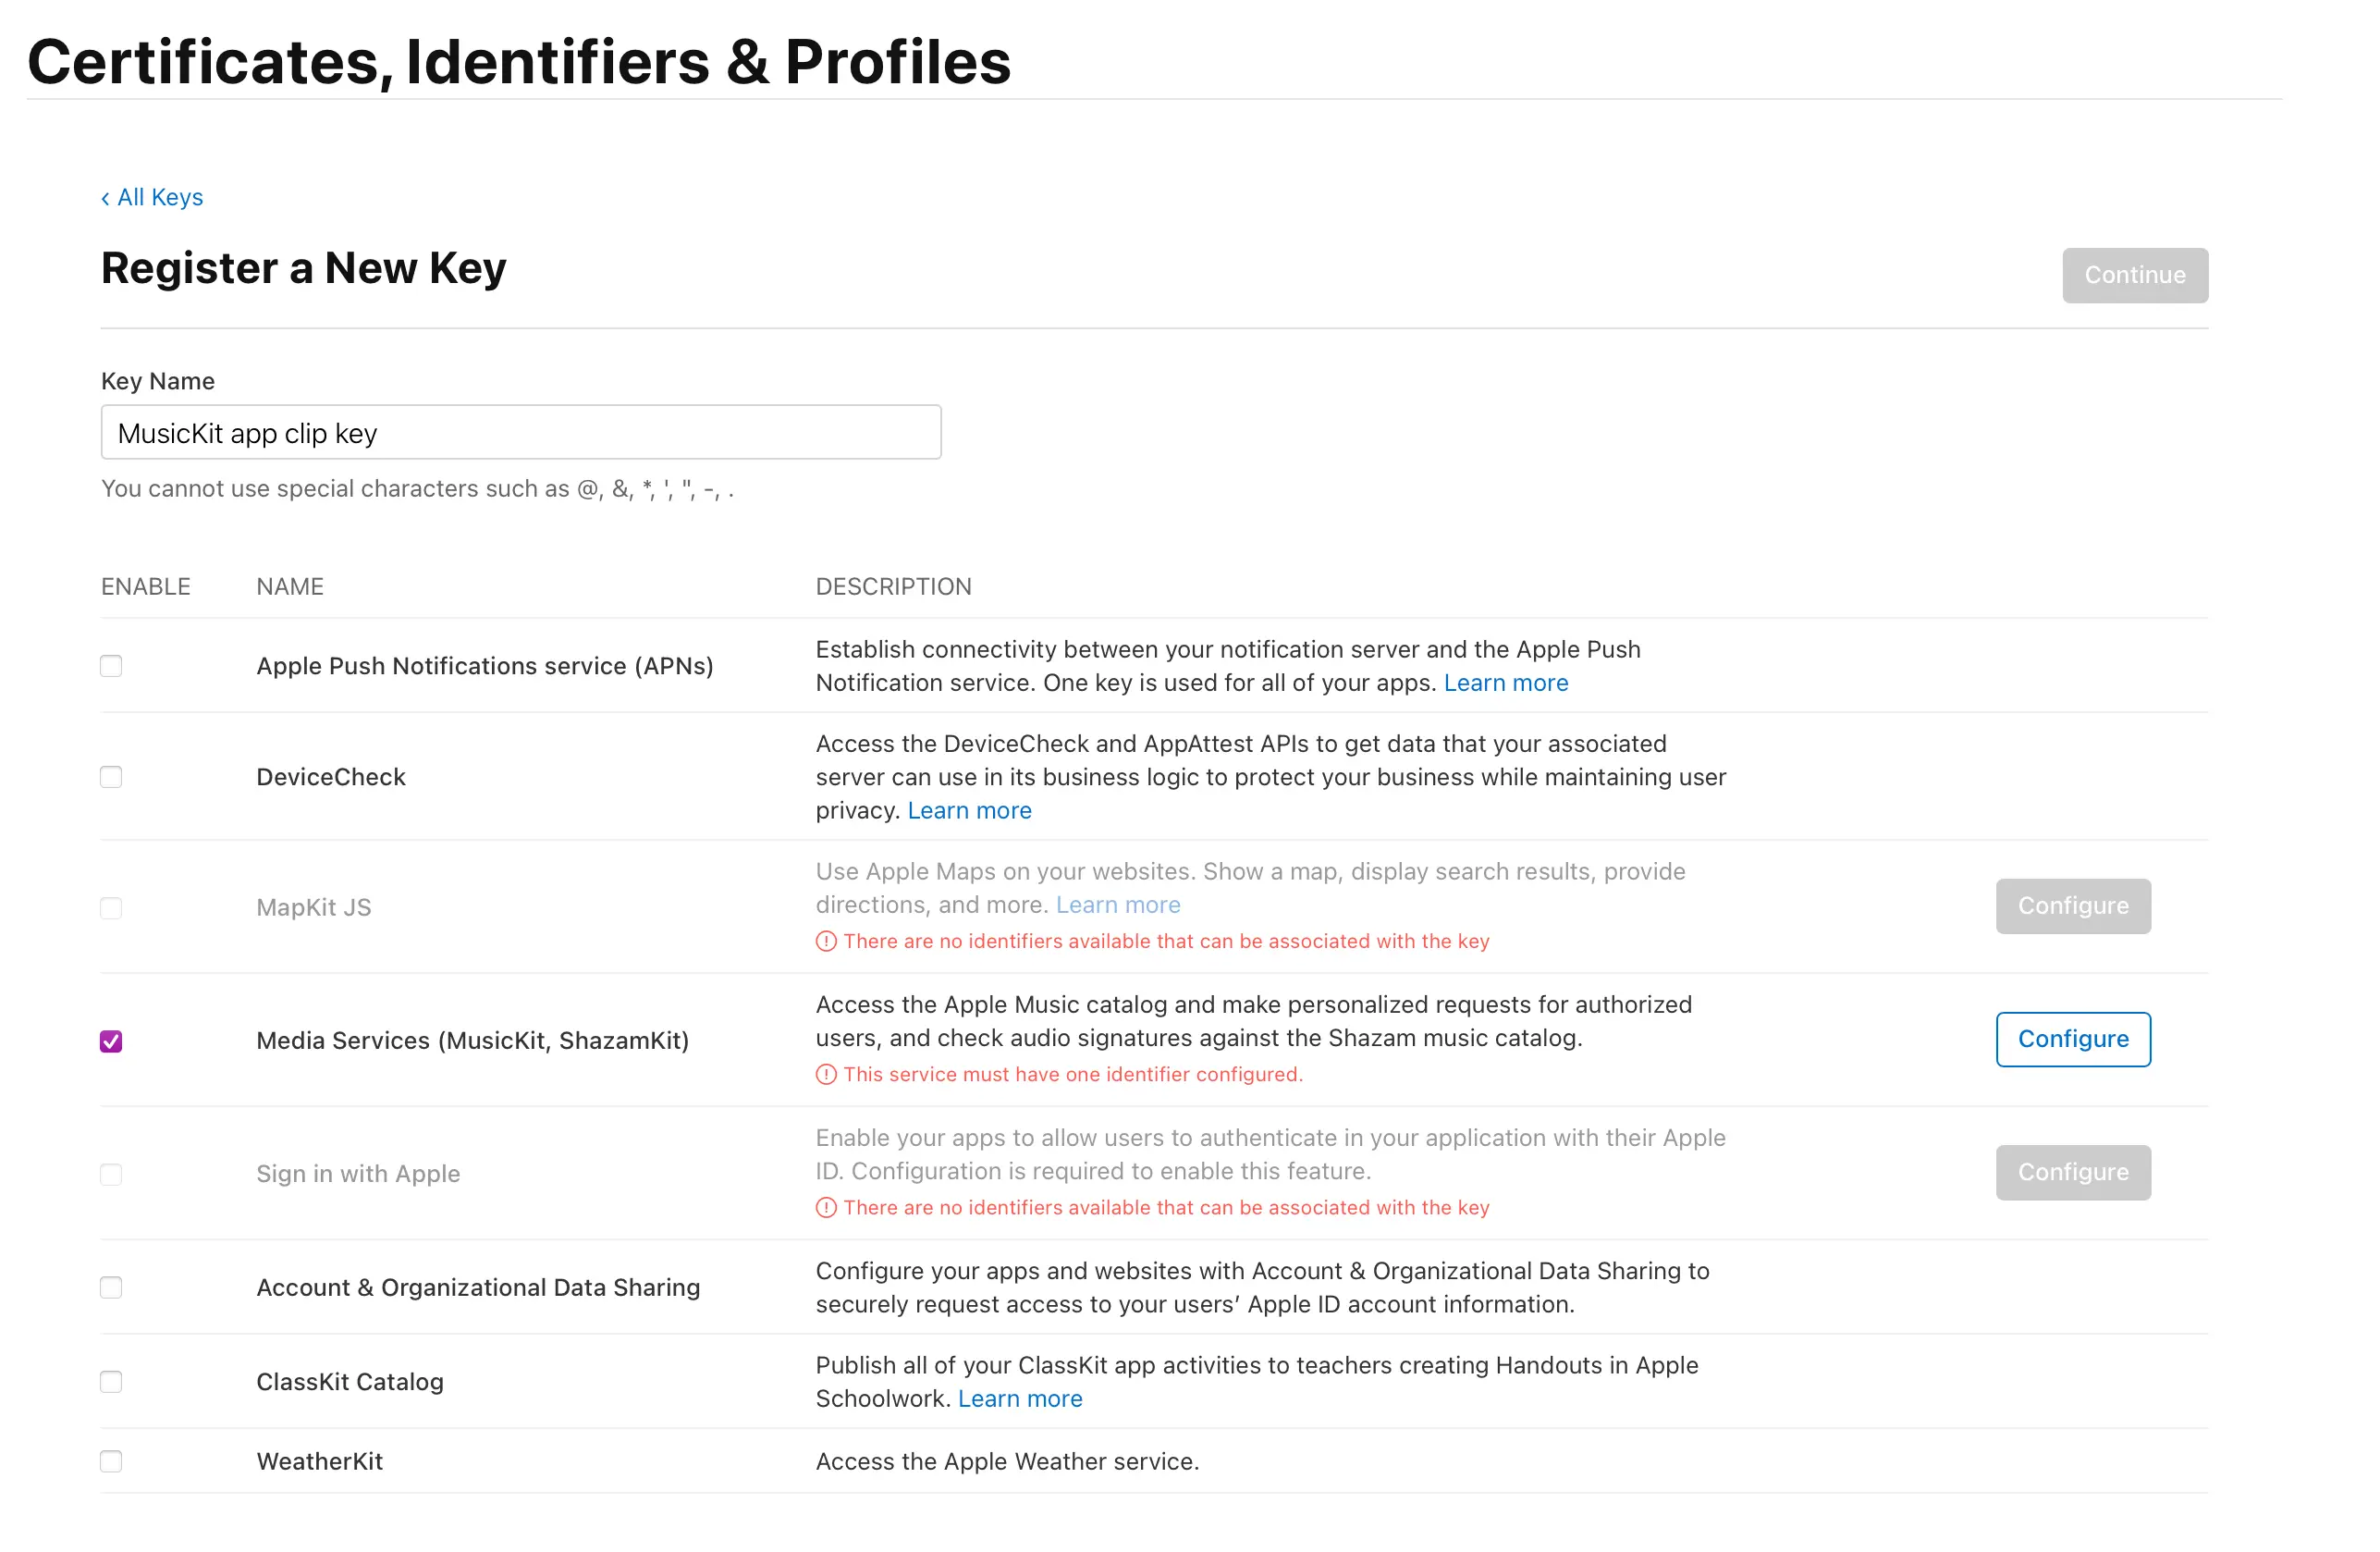 Certificates, Identifiers & Profiles
‹ All Keys
Register a New Key
Continue
Key Name
MusicKit app clip key
You cannot use special characters such as @, &, *, ', ", -, .
ENABLE NAME DESCRIPTION
Apple Push Notifications service (APNs)
Establish connectivity between your notification server and the Apple Push
Notification service. One key is used for all of your apps. Learn more
DeviceCheck
Access the DeviceCheck and AppAttest APIs to get data that your associated
server can use in its business logic to protect your business while maintaining user
privacy. Learn more
MapKit JS
Use Apple Maps on your websites. Show a map, display search results, provide
directions, and more. Learn more
There are no identifiers available that can be associated with the key
Configure
Media Services (MusicKit, ShazamKit)
Access the Apple Music catalog and make personalized requests for authorized
users, and check audio signatures against the Shazam music catalog.
This service must have one identifier configured.
Configure
Sign in with Apple
Enable your apps to allow users to authenticate in your application with their Apple
ID. Configuration is required to enable this feature.
There are no identifiers available that can be associated with the key
Configure
Account & Organizational Data Sharing
Configure your apps and websites with Account & Organizational Data Sharing to
securely request access to your users’ Apple ID account information.
ClassKit Catalog
Publish all of your ClassKit app activities to teachers creating Handouts in Apple
Schoolwork. Learn more
WeatherKit
Access the Apple Weather service.